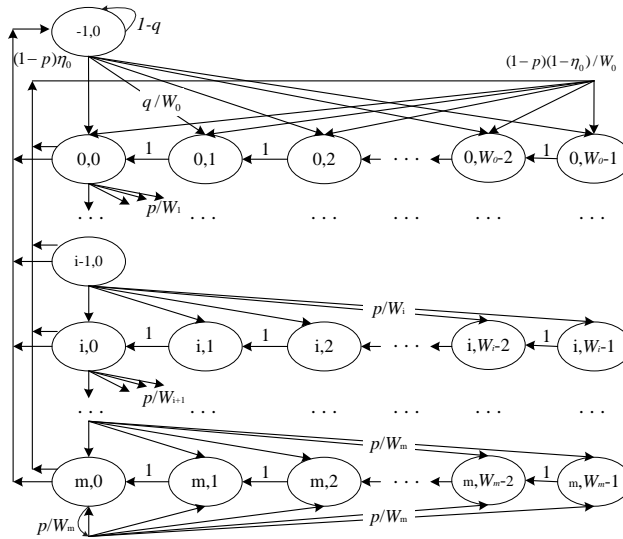 -1,0
1-q
(1-p)η₀
(1-p)(1-η₀)/W₀
q/W₀
0,0 1 0,1 1 0,2 . . . 0,W₀-2 1 0,W₀-1
p/W₁
. . . . . . . . . . . . . . .
i-1,0
p/Wᵢ
i,0 1 i,1 1 i,2 . . . i,Wᵢ-2 1 i,Wᵢ-1
p/Wᵢ₊₁
. . . . . . . . . . . . . . .
p/Wₘ
m,0 1 m,1 1 m,2 . . . m,Wₘ-2 1 m,Wₘ-1
p/Wₘ p/Wₘ